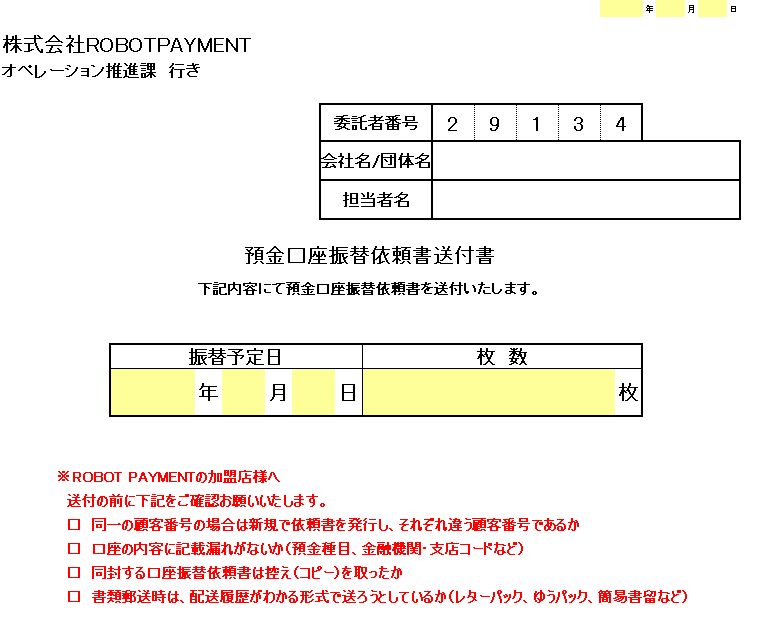 年 月 日
株式会社ROBOTPAYMENT
オペレーション推進課 行き
委託者番号 2 9 1 3 4
会社名/団体名
担当者名
預金口座振替依頼書送付書
下記内容にて預金口座振替依頼書を送付いたします。
振替予定日 枚 数
年 月 日 枚
※ROBOT PAYMENTの加盟店様へ
送付の前に下記をご確認お願いいたします。
□ 同一の顧客番号の場合は新規で依頼書を発行し、それぞれ違う顧客番号であるか
□ 口座の内容に記載漏れがないか(預金種目、金融機関・支店コードなど)
□ 同封する口座振替依頼書は控え(コピー)を取ったか
□ 書類郵送時は、配送履歴がわかる形式で送ろうとしているか(レターパック、ゆうパック、簡易書留など)